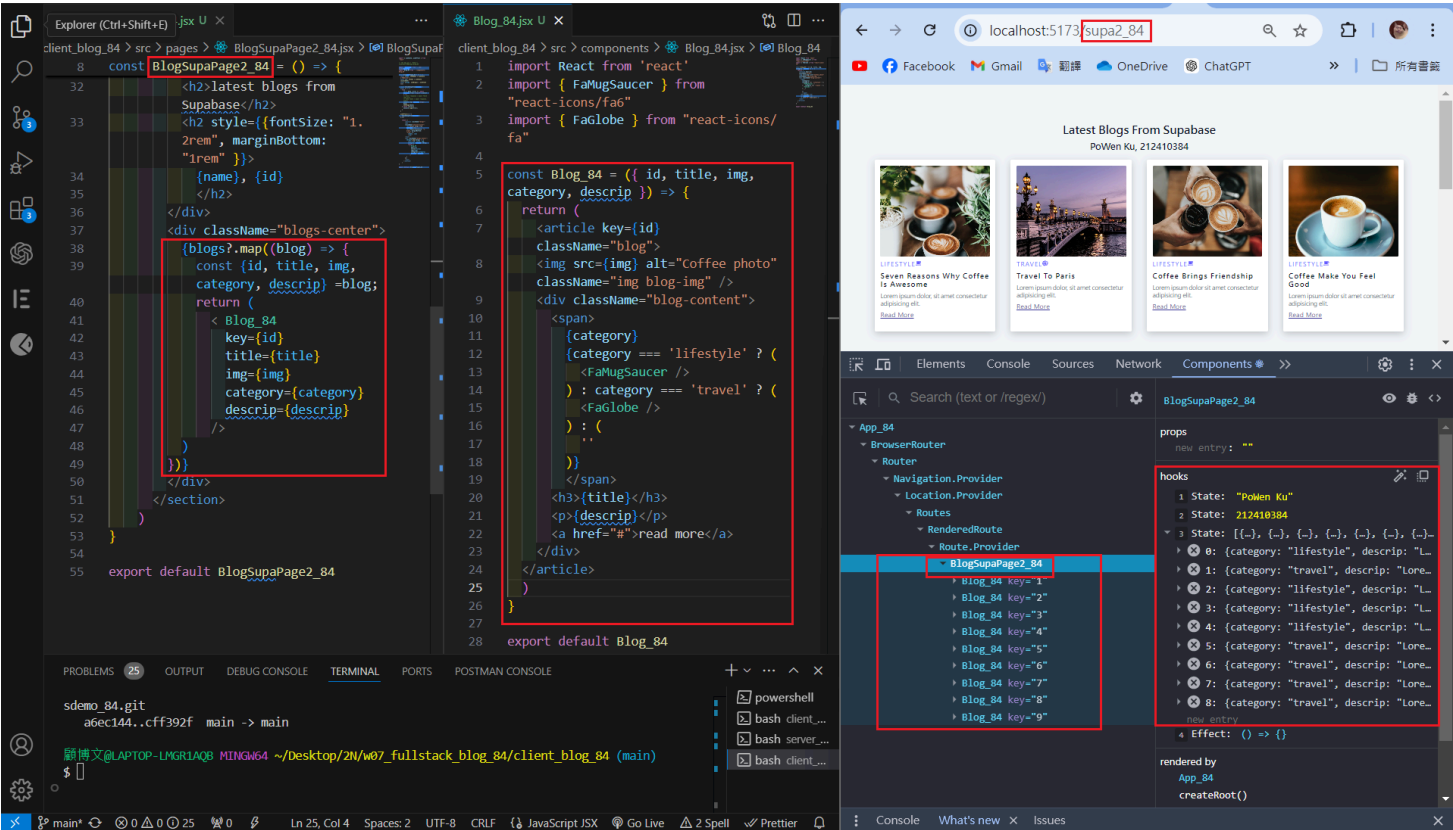 Explorer (Ctrl+Shift+E)
.jsx U
client_blog_84 > src > pages > BlogSupaPage2_84.jsx > BlogSupaF
8 const BlogSupaPage2_84 = () => {
32 <h2>latest blogs from
Supabase</h2>
33 <h2 style={{fontSize: "1.
2rem", marginBottom:
"1rem" }}>
34 {name}, {id}
35 </h2>
36 </div>
37 <div className="blogs-center">
38 {blogs?.map((blog) => {
39 const {id, title, img,
category, descrip} =blog;
40 return (
41 < Blog_84
42 key={id}
43 title={title}
44 img={img}
45 category={category}
46 descrip={descrip}
47 />
48 )
49 })}
50 </div>
51 </section>
52 )
53 }
54
55 export default BlogSupaPage2_84
Blog_84.jsx U
client_blog_84 > src > components > Blog_84.jsx > Blog_84
1 import React from 'react'
2 import { FaMugSaucer } from
"react-icons/fa6"
3 import { FaGlobe } from "react-icons/
fa"
4
5 const Blog_84 = ({ id, title, img,
category, descrip }) => {
6 return (
7 <article key={id}
className="blog">
8 <img src={img} alt="Coffee photo"
className="img blog-img" />
9 <div className="blog-content">
10 <span>
11 {category}
12 {category === 'lifestyle' ? (
13 <FaMugSaucer />
14 ) : category === 'travel' ? (
15 <FaGlobe />
16 ) : (
17 ''
18 )}
19 </span>
20 <h3>{title}</h3>
21 <p>{descrip}</p>
22 <a href="#">read more</a>
23 </div>
24 </article>
25 )
26 }
27
28 export default Blog_84
3
3
PROBLEMS 25 OUTPUT DEBUG CONSOLE TERMINAL PORTS POSTMAN CONSOLE
sdemo_84.git
a6ec144..cff392f main -> main
顧博文@LAPTOP-LMGR1AQB MINGW64 ~/Desktop/2N/w07_fullstack_blog_84/client_blog_84 (main)
$
powershell
bash client_...
bash server_...
bash client_...
main* 0 0 25 0 Ln 25, Col 4 Spaces: 2 UTF-8 CRLF JavaScript JSX Go Live 2 Spell Prettier
localhost:5173/supa2_84
Facebook Gmail 翻譯 OneDrive ChatGPT » 所有書籤
Latest Blogs From Supabase
PoWen Ku, 212410384
LIFESTYLE
Seven Reasons Why Coffee
Is Awesome
Lorem ipsum dolor, sit amet consectetur
adipisicing elit.
Read More
TRAVEL
Travel To Paris
Lorem ipsum dolor, sit amet consectetur
adipisicing elit.
Read More
LIFESTYLE
Coffee Brings Friendship
Lorem ipsum dolor, sit amet consectetur
adipisicing elit.
Read More
LIFESTYLE
Coffee Make You Feel
Good
Lorem ipsum dolor, sit amet consectetur
adipisicing elit.
Read More
Elements Console Sources Network Components
Search (text or /regex/)
App_84
BrowserRouter
Router
Navigation.Provider
Location.Provider
Routes
RenderedRoute
Route.Provider
BlogSupaPage2_84
Blog_84 key="1"
Blog_84 key="2"
Blog_84 key="3"
Blog_84 key="4"
Blog_84 key="5"
Blog_84 key="6"
Blog_84 key="7"
Blog_84 key="8"
Blog_84 key="9"
BlogSupaPage2_84
props
new entry: ""
hooks
1 State: "PoWen Ku"
2 State: 212410384
3 State: [{…}, {…}, {…}, {…}, {…}, {…}, {…}…
0: {category: "lifestyle", descrip: "L…
1: {category: "travel", descrip: "Lore…
2: {category: "lifestyle", descrip: "L…
3: {category: "lifestyle", descrip: "L…
4: {category: "lifestyle", descrip: "L…
5: {category: "travel", descrip: "Lore…
6: {category: "travel", descrip: "Lore…
7: {category: "travel", descrip: "Lore…
8: {category: "travel", descrip: "Lore…
new entry
4 Effect: () => {}
rendered by
App_84
createRoot()
Console What's new Issues